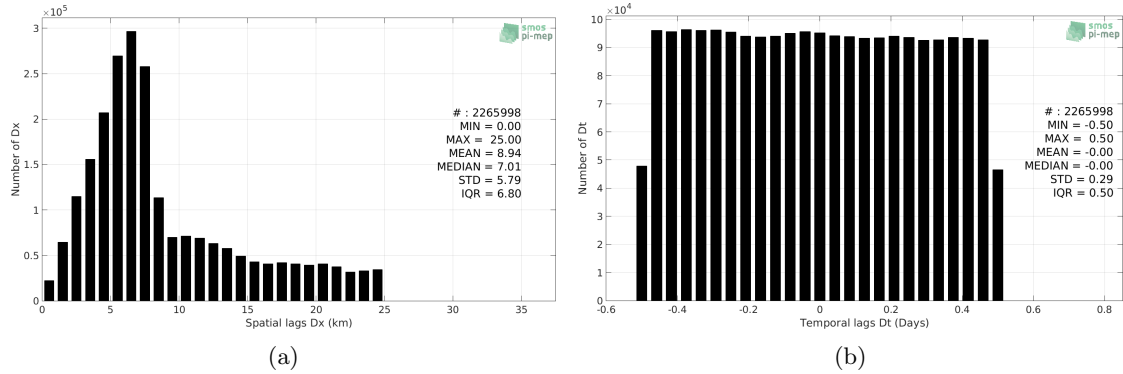 ×10⁵
3
2.5
2
1.5
1
0.5
0
Number of Dx
smos
pi-mep
# : 2265998
MIN = 0.00
MAX = 25.00
MEAN = 8.94
MEDIAN = 7.01
STD = 5.79
IQR = 6.80
0 5 10 15 20 25 30 35
Spatial lags Dx (km)
(a)
×10⁴
10
9
8
7
6
5
4
3
2
1
0
Number of Dt
smos
pi-mep
# : 2265998
MIN = -0.50
MAX = 0.50
MEAN = -0.00
MEDIAN = -0.00
STD = 0.29
IQR = 0.50
-0.6 -0.4 -0.2 0 0.2 0.4 0.6 0.8
Temporal lags Dt (Days)
(b)